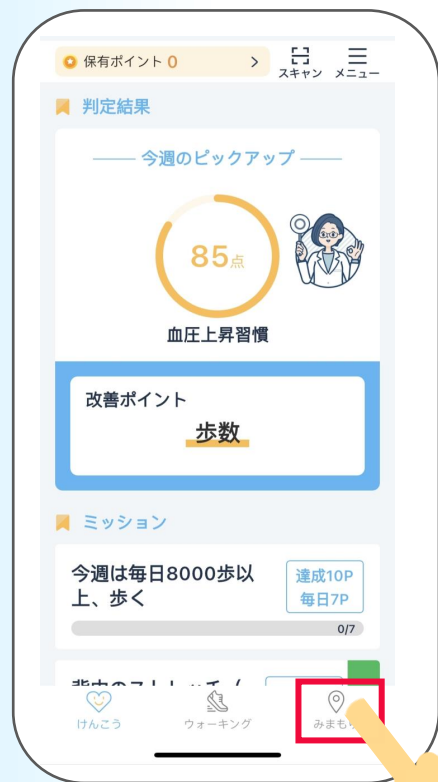 保有ポイント 0
スキャン メニュー
判定結果
今週のピックアップ
85点
血圧上昇習慣
改善ポイント
歩数
ミッション
今週は毎日8000歩以
上、歩く
達成10P
毎日7P
0/7
けんこう ウォーキング みまも